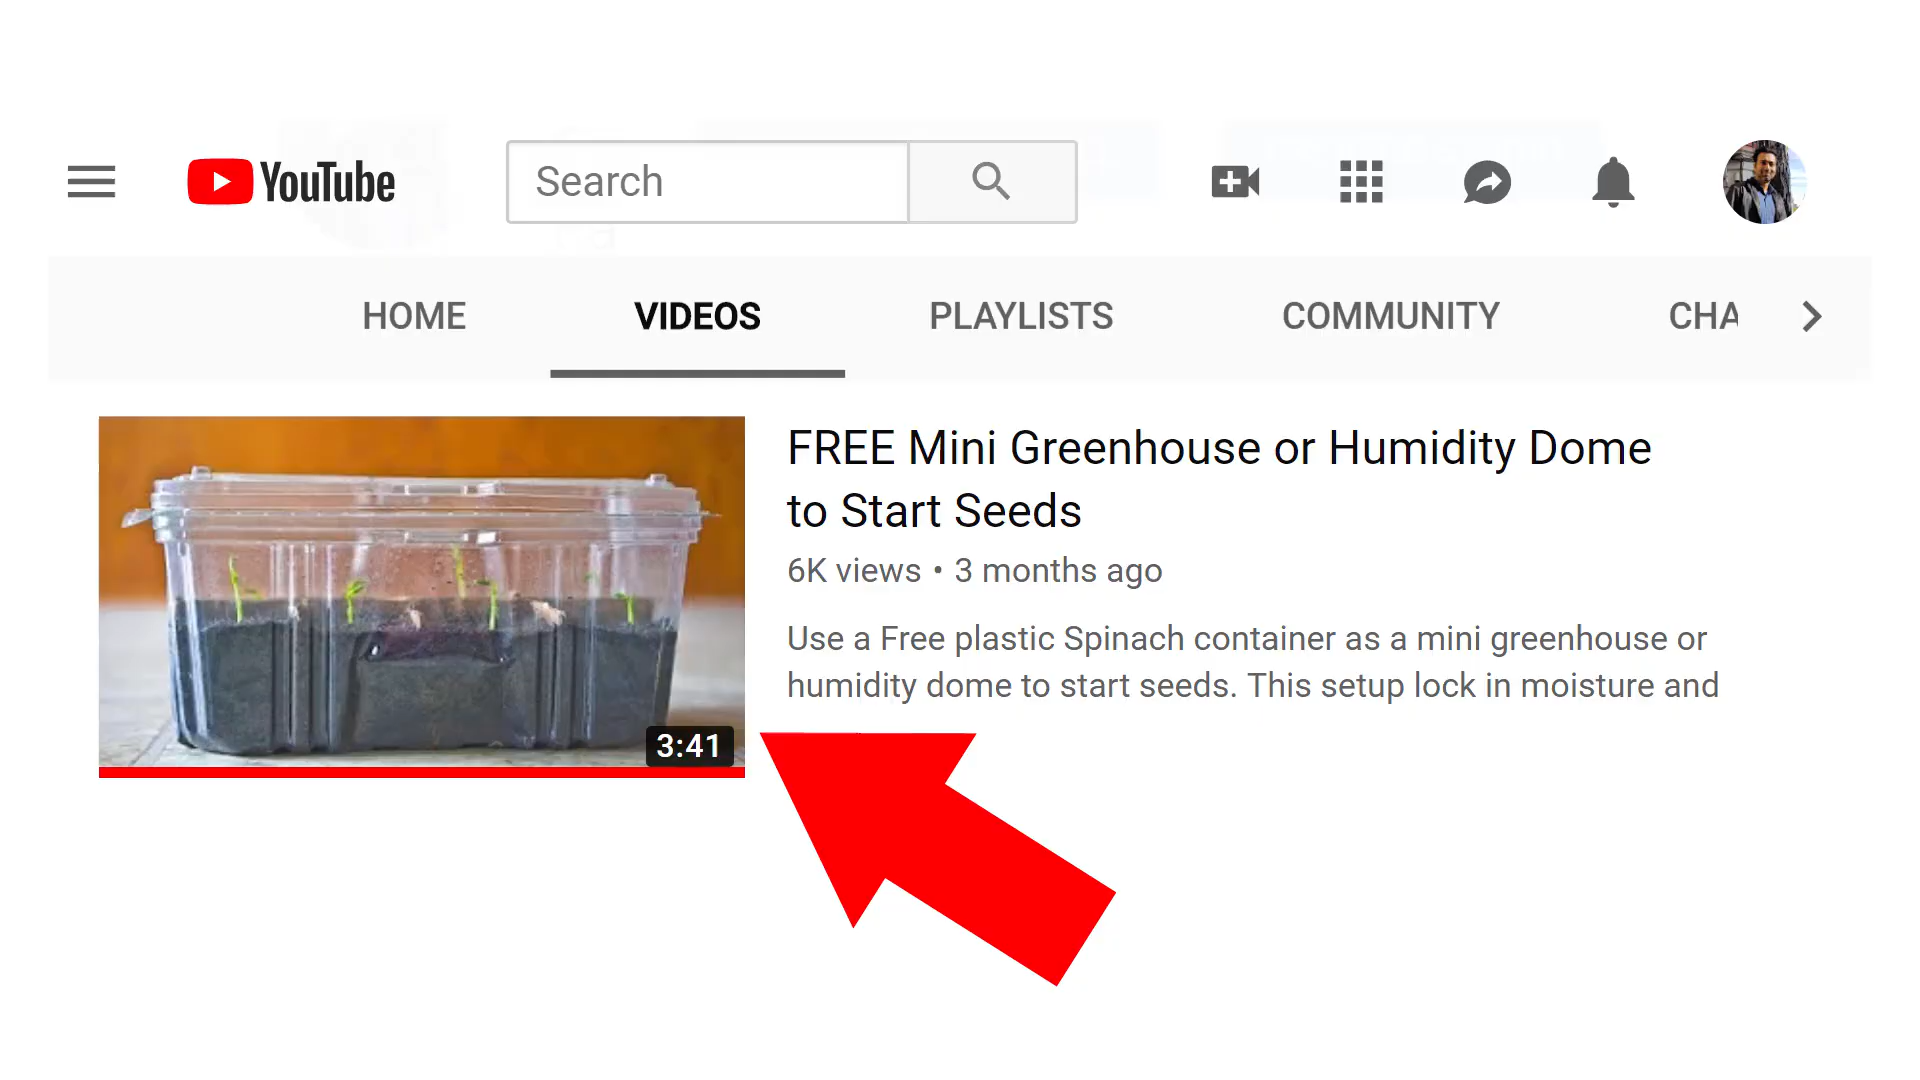 YouTube
Search
HOME VIDEOS PLAYLISTS COMMUNITY CHA
FREE Mini Greenhouse or Humidity Dome
to Start Seeds
6K views • 3 months ago
Use a Free plastic Spinach container as a mini greenhouse or
humidity dome to start seeds. This setup lock in moisture and
3:41